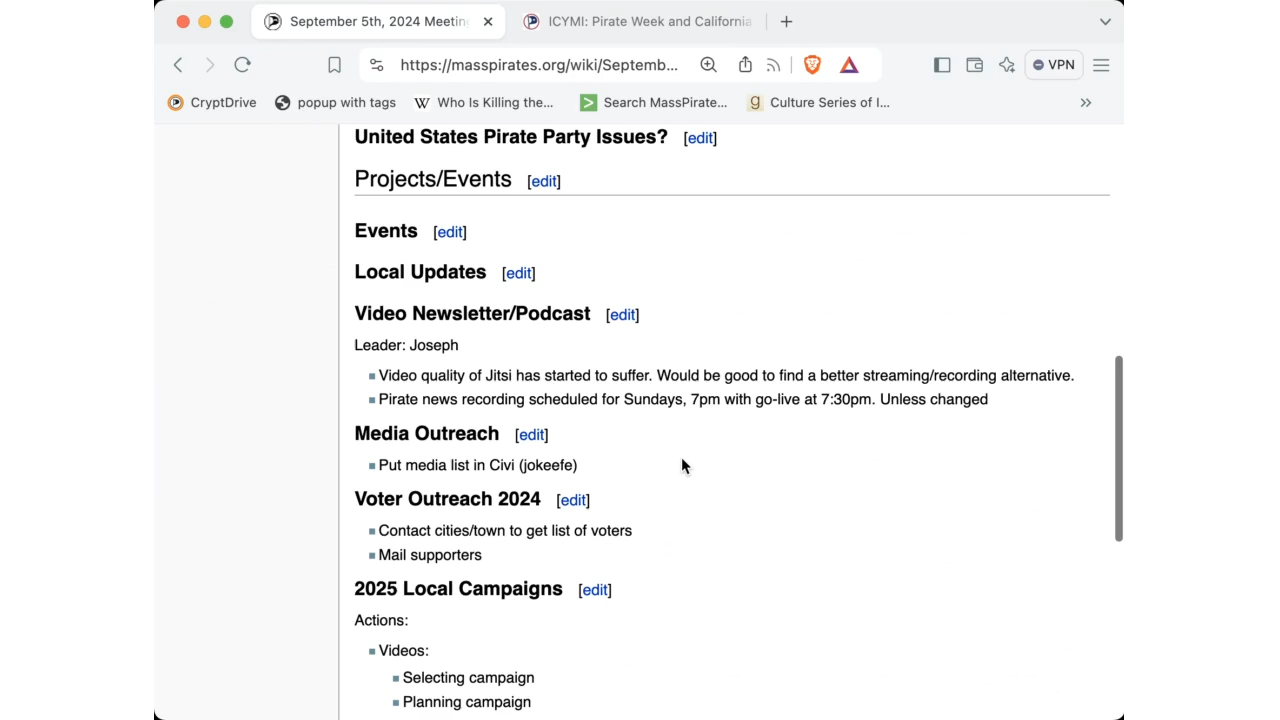 September 5th, 2024 Meetin
ICYMI: Pirate Week and California
https://masspirates.org/wiki/Septemb...
VPN
CryptDrive
popup with tags
W Who Is Killing the...
Search MassPirate...
g Culture Series of I...
United States Pirate Party Issues? [edit]
Projects/Events [edit]
Events [edit]
Local Updates [edit]
Video Newsletter/Podcast [edit]
Leader: Joseph
Video quality of Jitsi has started to suffer. Would be good to find a better streaming/recording alternative.
Pirate news recording scheduled for Sundays, 7pm with go-live at 7:30pm. Unless changed
Media Outreach [edit]
Put media list in Civi (jokeefe)
Voter Outreach 2024 [edit]
Contact cities/town to get list of voters
Mail supporters
2025 Local Campaigns [edit]
Actions:
Videos:
Selecting campaign
Planning campaign